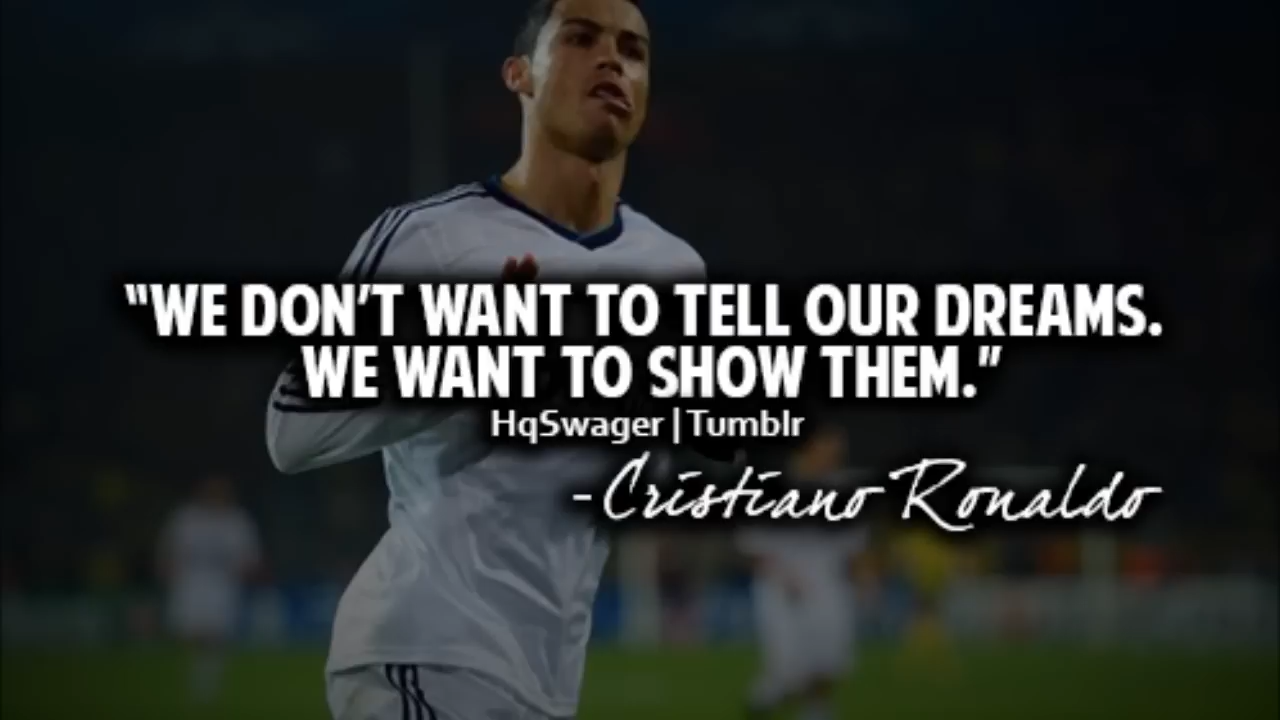 “WE DON'T WANT TO TELL OUR DREAMS.
WE WANT TO SHOW THEM.”
HqSwager | Tumblr
-Cristiano Ronaldo